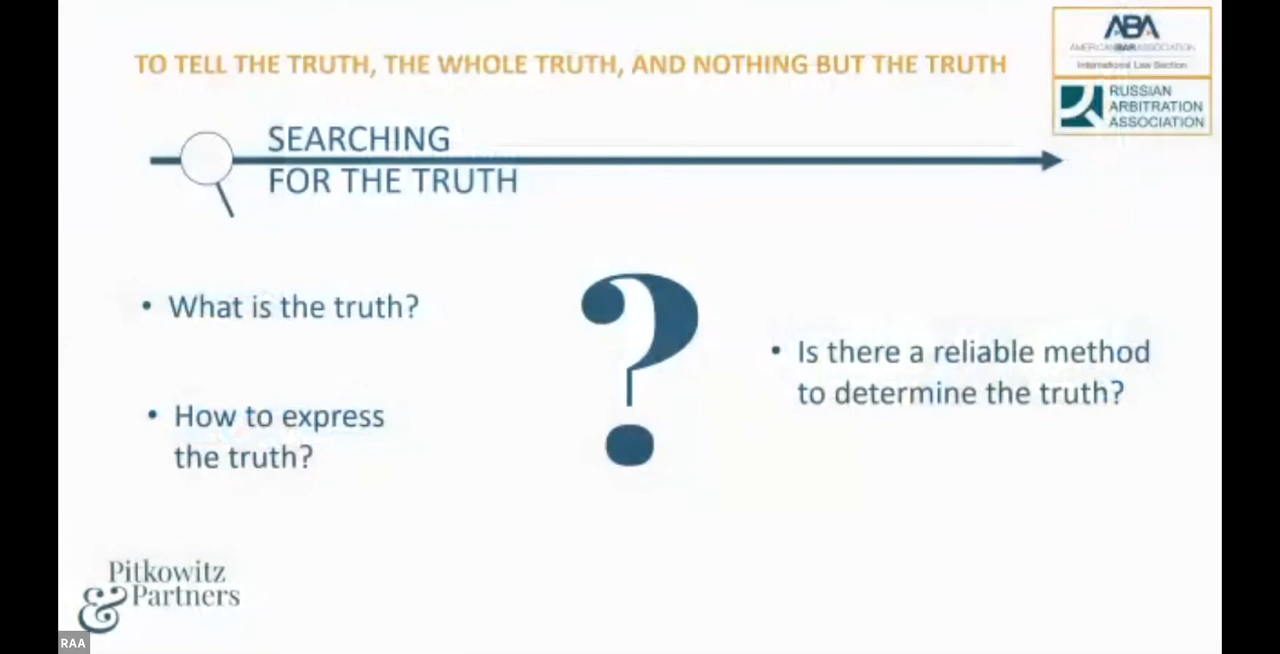 TO TELL THE TRUTH, THE WHOLE TRUTH, AND NOTHING BUT THE TRUTH
ABA
AMERICANBARASSOCIATION
International Law Section
RUSSIAN
ARBITRATION
ASSOCIATION
SEARCHING
FOR THE TRUTH
• What is the truth?
• How to express
the truth?
?
• Is there a reliable method
to determine the truth?
Pitkowitz
& Partners
RAA